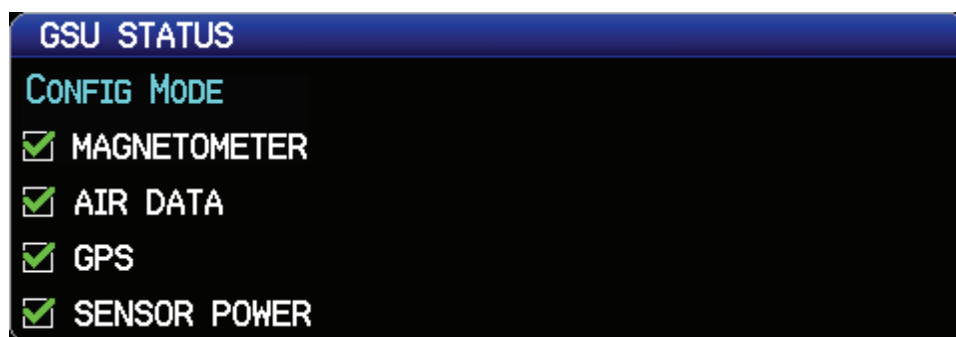 GSU STATUS
CONFIG MODE
MAGNETOMETER
AIR DATA
GPS
SENSOR POWER